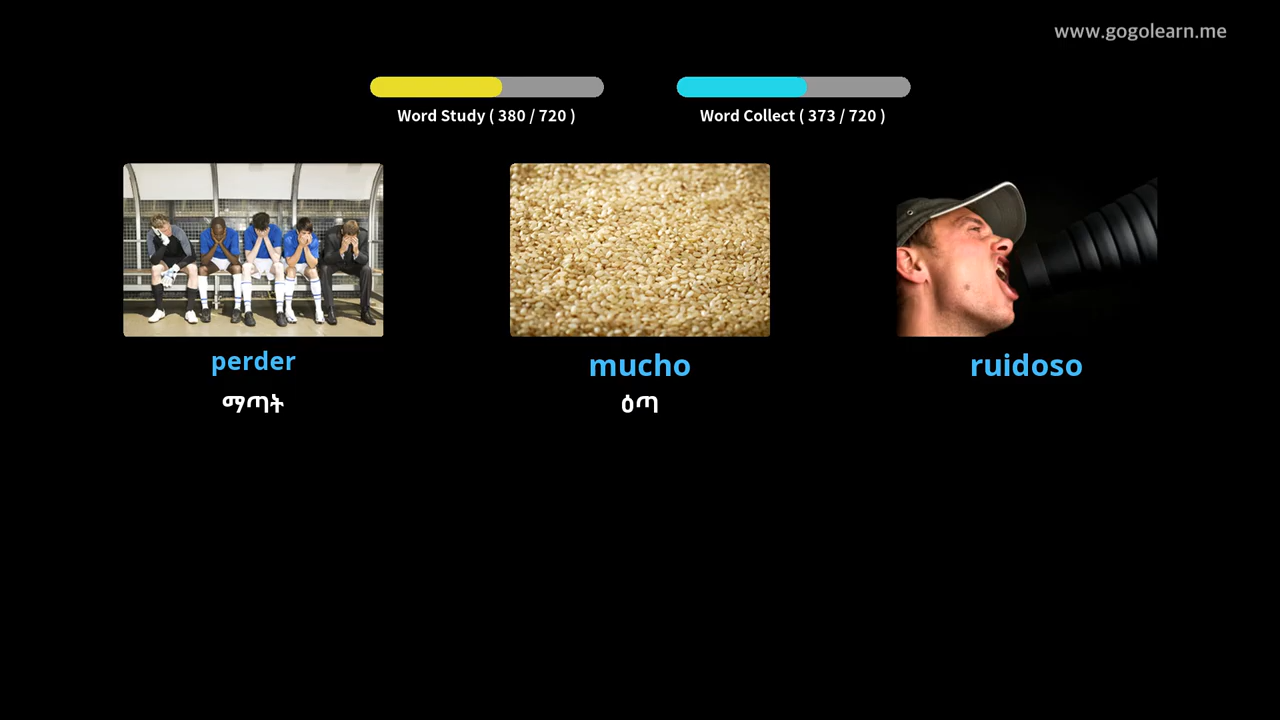 www.gogolearn.me
Word Study ( 380 / 720 )
Word Collect ( 373 / 720 )
perder
mucho
ruidoso
ማጣት
ዕጣ